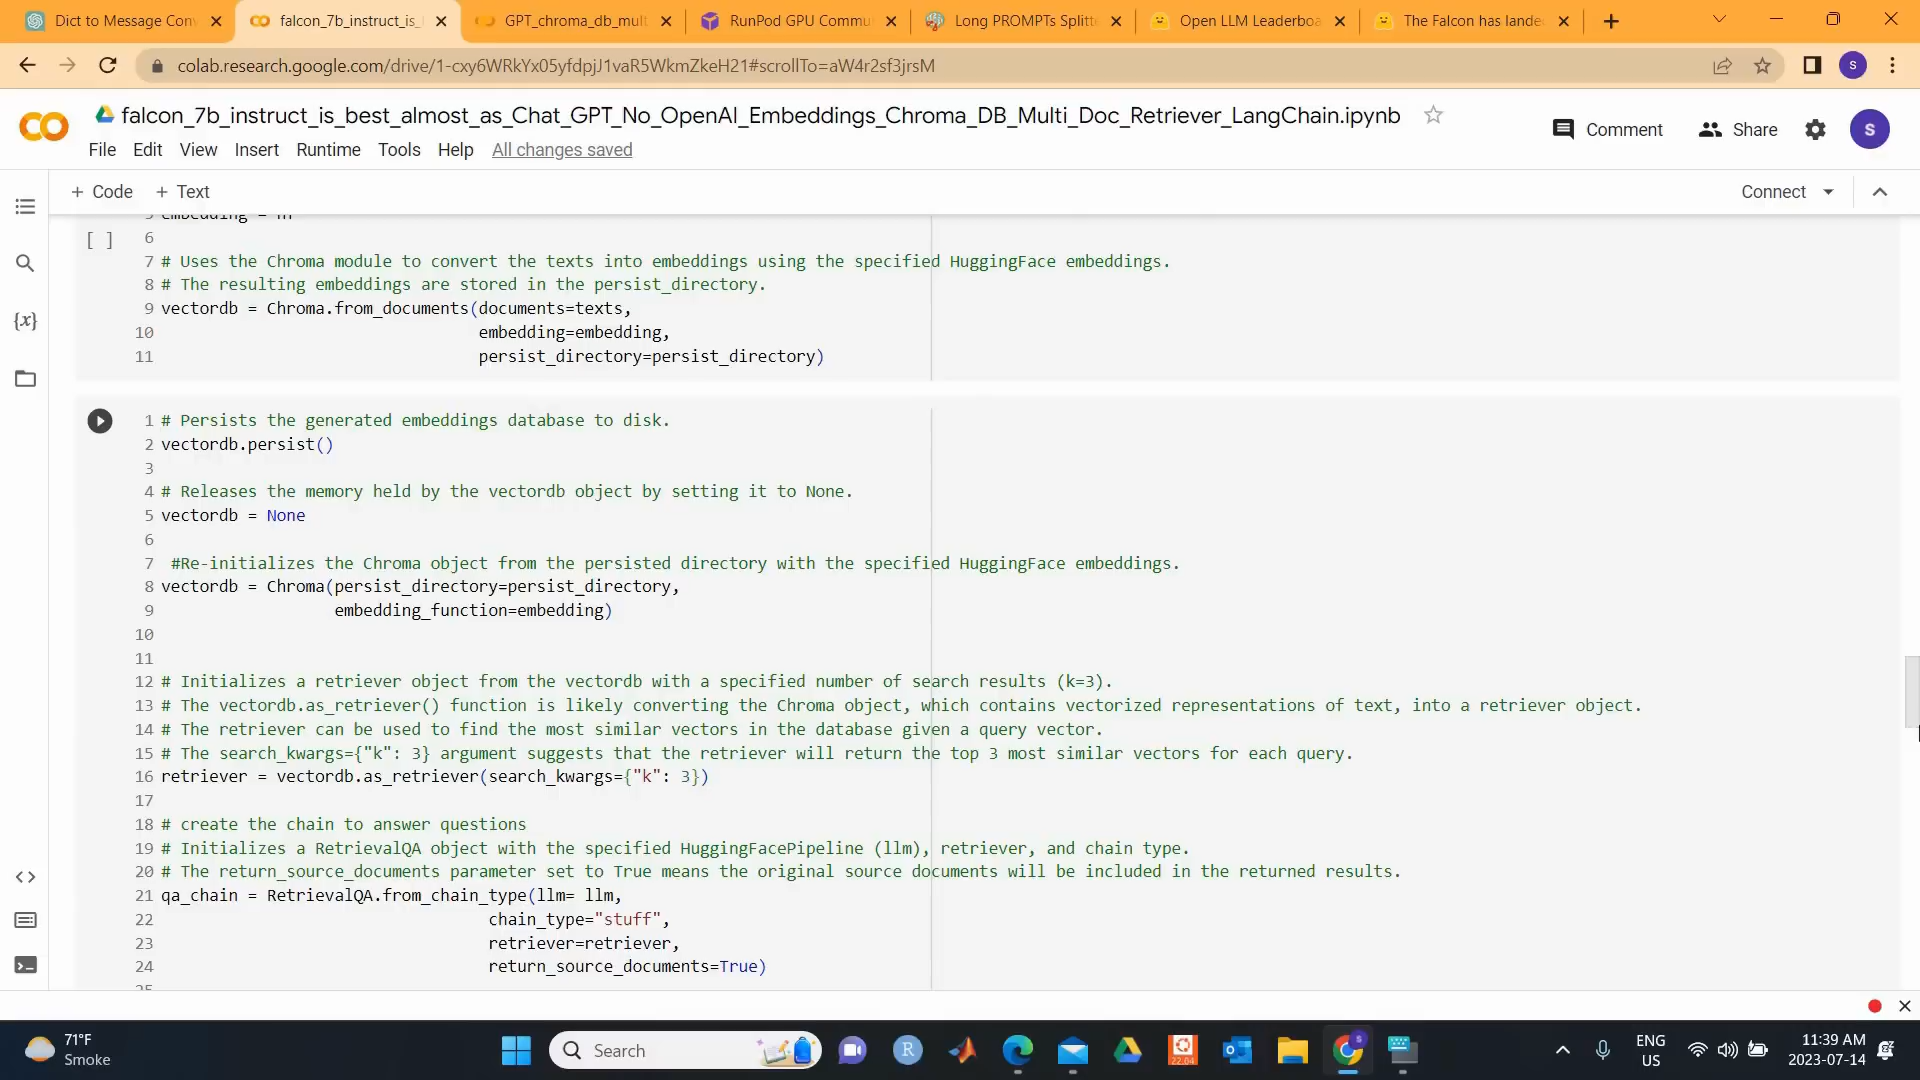 Dict to Message Con
falcon_7b_instruct_is_
GPT_chroma_db_mult
RunPod GPU Commu
Long PROMPTs Splitt
Open LLM Leaderboa
The Falcon has lande
colab.research.google.com/drive/1-cxy6WRkYx05yfdpjJ1vaR5WkmZkeH21#scrollTo=aW4r2sf3jrsM
S
falcon_7b_instruct_is_best_almost_as_Chat_GPT_No_OpenAI_Embeddings_Chroma_DB_Multi_Doc_Retriever_LangChain.ipynb
Comment
Share
S
File Edit View Insert Runtime Tools Help All changes saved
+ Code + Text
Connect
5 embedding = hf
[ ] 6
7 # Uses the Chroma module to convert the texts into embeddings using the specified HuggingFace embeddings.
8 # The resulting embeddings are stored in the persist_directory.
9 vectordb = Chroma.from_documents(documents=texts,
10 embedding=embedding,
11 persist_directory=persist_directory)
1 # Persists the generated embeddings database to disk.
2 vectordb.persist()
3
4 # Releases the memory held by the vectordb object by setting it to None.
5 vectordb = None
6
7 #Re-initializes the Chroma object from the persisted directory with the specified HuggingFace embeddings.
8 vectordb = Chroma(persist_directory=persist_directory,
9 embedding_function=embedding)
10
11
12 # Initializes a retriever object from the vectordb with a specified number of search results (k=3).
13 # The vectordb.as_retriever() function is likely converting the Chroma object, which contains vectorized representations of text, into a retriever object.
14 # The retriever can be used to find the most similar vectors in the database given a query vector.
15 # The search_kwargs={"k": 3} argument suggests that the retriever will return the top 3 most similar vectors for each query.
16 retriever = vectordb.as_retriever(search_kwargs={"k": 3})
17
18 # create the chain to answer questions
19 # Initializes a RetrievalQA object with the specified HuggingFacePipeline (llm), retriever, and chain type.
20 # The return_source_documents parameter set to True means the original source documents will be included in the returned results.
21 qa_chain = RetrievalQA.from_chain_type(llm= llm,
22 chain_type="stuff",
23 retriever=retriever,
24 return_source_documents=True)
25
{x}
71°F
Smoke
Search
R
22.04
ENG
US
11:39 AM
2023-07-14